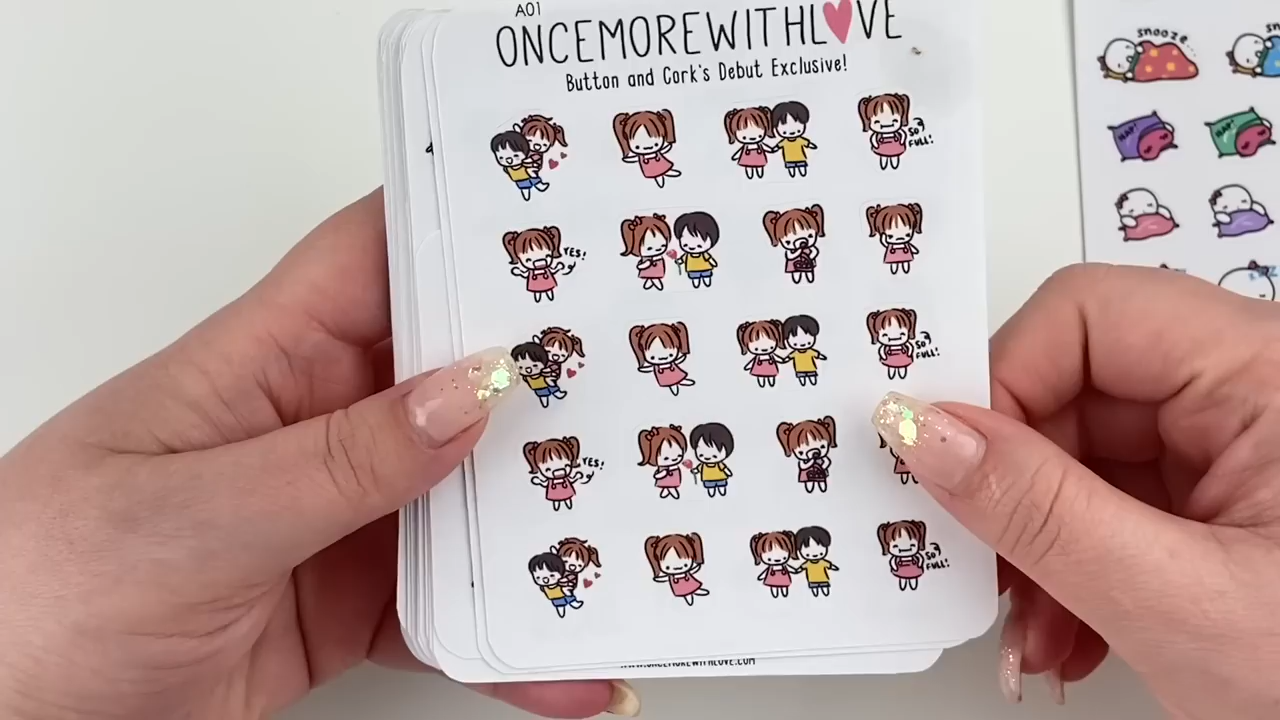 A01
ONCEMOREWITHLOVE
Button and Cork's Debut Exclusive!
SNOOZE...
SO FULL!
NAP!
NAP!
YES!
SO FULL!
YES!
SO FULL!
WWW.ONCEMOREWITHLOVE.COM